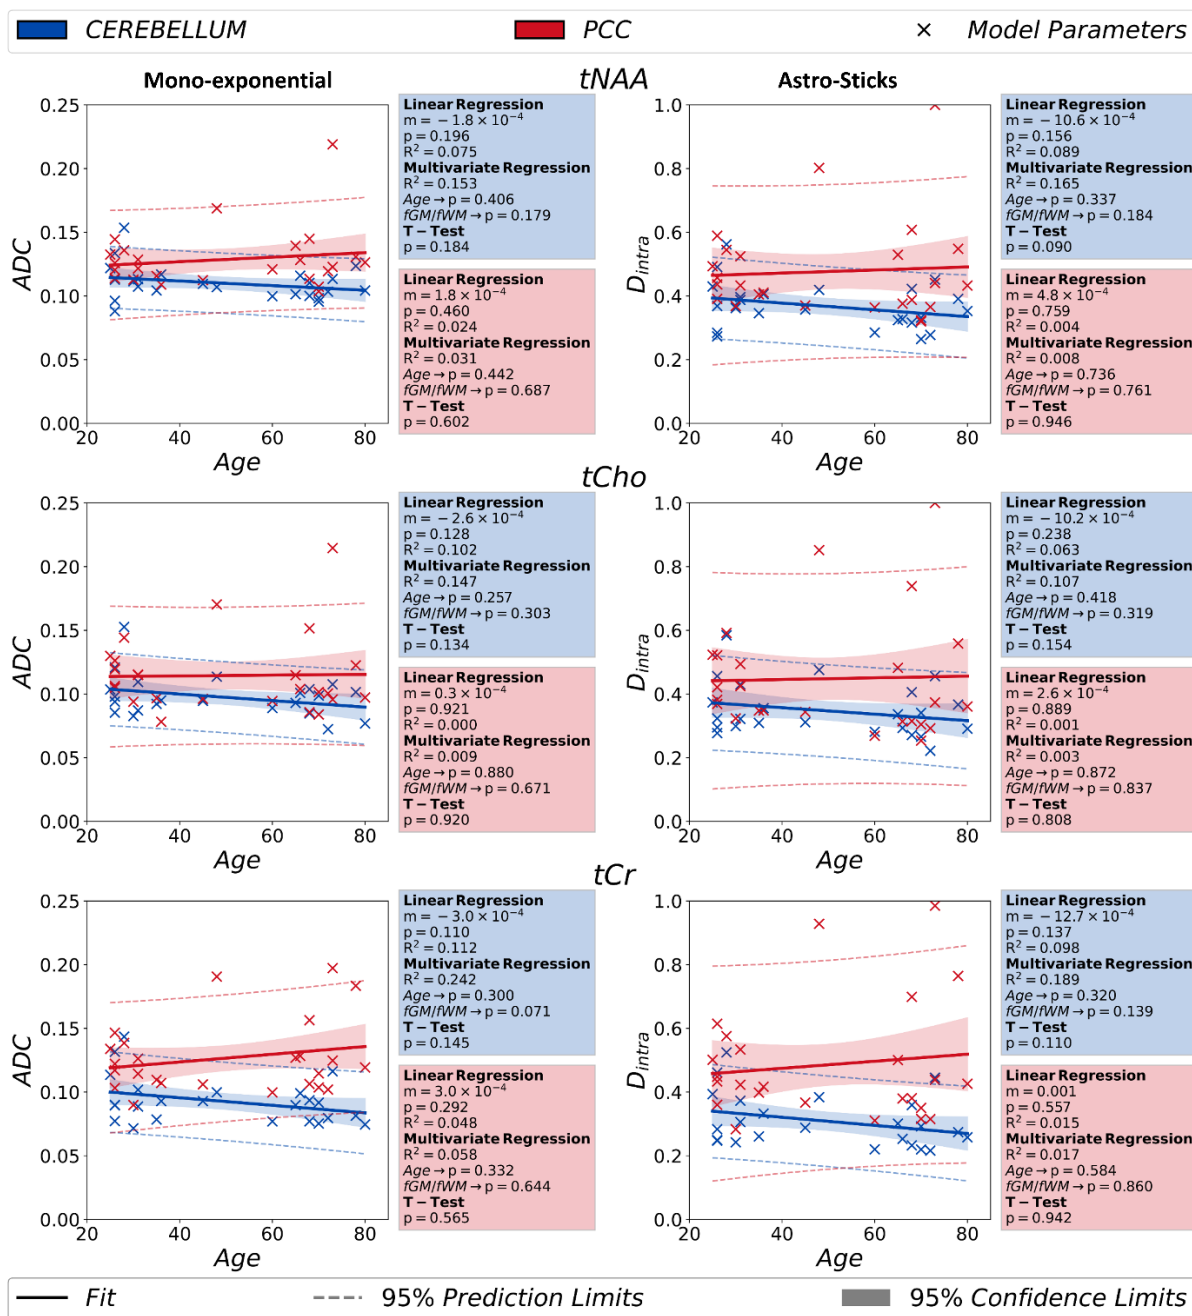 CEREBELLUM PCC Model Parameters
tNAA
Mono-exponential
0.25
0.20
0.15
0.10
0.05
0.00
ADC
20 40 60 80
Age
Linear Regression
m = − 1.8 × 10⁻⁴
p = 0.196
R² = 0.075
Multivariate Regression
R² = 0.153
Age → p = 0.406
fGM/fWM → p = 0.179
T − Test
p = 0.184
Linear Regression
m = 1.8 × 10⁻⁴
p = 0.460
R² = 0.024
Multivariate Regression
R² = 0.031
Age → p = 0.442
fGM/fWM → p = 0.687
T − Test
p = 0.602
Astro-Sticks
1.0
0.8
0.6
0.4
0.2
0.0
D_intra
20 40 60 80
Age
Linear Regression
m = − 10.6 × 10⁻⁴
p = 0.156
R² = 0.089
Multivariate Regression
R² = 0.165
Age → p = 0.337
fGM/fWM → p = 0.184
T − Test
p = 0.090
Linear Regression
m = 4.8 × 10⁻⁴
p = 0.759
R² = 0.004
Multivariate Regression
R² = 0.008
Age → p = 0.736
fGM/fWM → p = 0.761
T − Test
p = 0.946
tCho
0.25
0.20
0.15
0.10
0.05
0.00
ADC
20 40 60 80
Age
Linear Regression
m = − 2.6 × 10⁻⁴
p = 0.128
R² = 0.102
Multivariate Regression
R² = 0.147
Age → p = 0.257
fGM/fWM → p = 0.303
T − Test
p = 0.134
Linear Regression
m = 0.3 × 10⁻⁴
p = 0.921
R² = 0.000
Multivariate Regression
R² = 0.009
Age → p = 0.880
fGM/fWM → p = 0.671
T − Test
p = 0.920
1.0
0.8
0.6
0.4
0.2
0.0
D_intra
20 40 60 80
Age
Linear Regression
m = − 10.2 × 10⁻⁴
p = 0.238
R² = 0.063
Multivariate Regression
R² = 0.107
Age → p = 0.418
fGM/fWM → p = 0.319
T − Test
p = 0.154
Linear Regression
m = 2.6 × 10⁻⁴
p = 0.889
R² = 0.001
Multivariate Regression
R² = 0.003
Age → p = 0.872
fGM/fWM → p = 0.837
T − Test
p = 0.808
tCr
0.25
0.20
0.15
0.10
0.05
0.00
ADC
20 40 60 80
Age
Linear Regression
m = − 3.0 × 10⁻⁴
p = 0.110
R² = 0.112
Multivariate Regression
R² = 0.242
Age → p = 0.300
fGM/fWM → p = 0.071
T − Test
p = 0.145
Linear Regression
m = 3.0 × 10⁻⁴
p = 0.292
R² = 0.048
Multivariate Regression
R² = 0.058
Age → p = 0.332
fGM/fWM → p = 0.644
T − Test
p = 0.565
1.0
0.8
0.6
0.4
0.2
0.0
D_intra
20 40 60 80
Age
Linear Regression
m = − 12.7 × 10⁻⁴
p = 0.137
R² = 0.098
Multivariate Regression
R² = 0.189
Age → p = 0.320
fGM/fWM → p = 0.139
T − Test
p = 0.110
Linear Regression
m = 0.001
p = 0.557
R² = 0.015
Multivariate Regression
R² = 0.017
Age → p = 0.584
fGM/fWM → p = 0.860
T − Test
p = 0.942
Fit 95% Prediction Limits 95% Confidence Limits